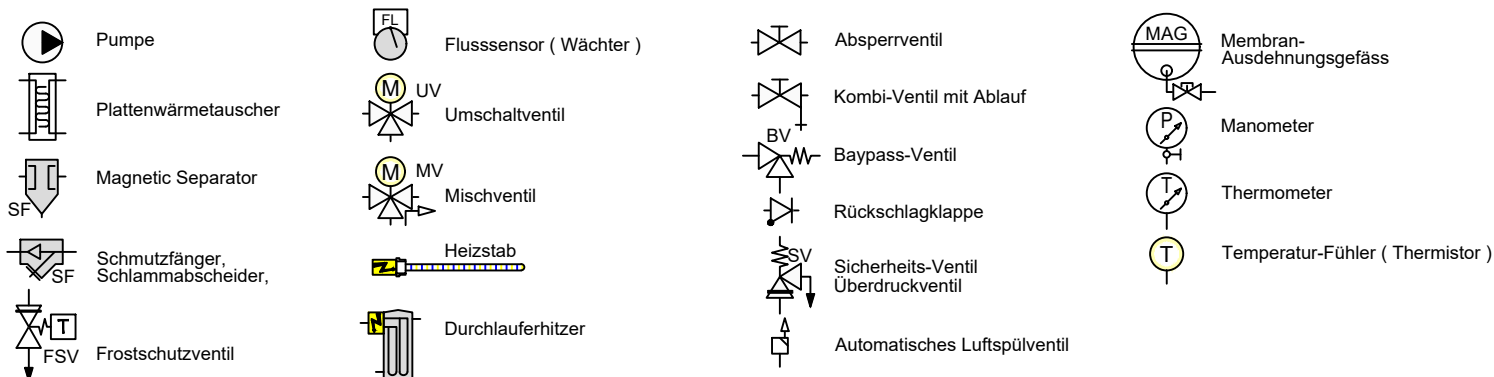 Pumpe
Plattenwärmetauscher
Magnetic Separator
SF
Schmutzfänger,
Schlammabscheider,
SF
T
FSV
Frostschutzventil
FL
Flusssensor ( Wächter )
M
UV
Umschaltventil
M
MV
Mischventil
Heizstab
Durchlauferhitzer
Absperrventil
Kombi-Ventil mit Ablauf
BV
Baypass-Ventil
Rückschlagklappe
SV
Sicherheits-Ventil
Überdruckventil
Automatisches Luftspülventil
MAG
Membran-
Ausdehnungsgefäss
P
Manometer
T
Thermometer
T
Temperatur-Fühler ( Thermistor )